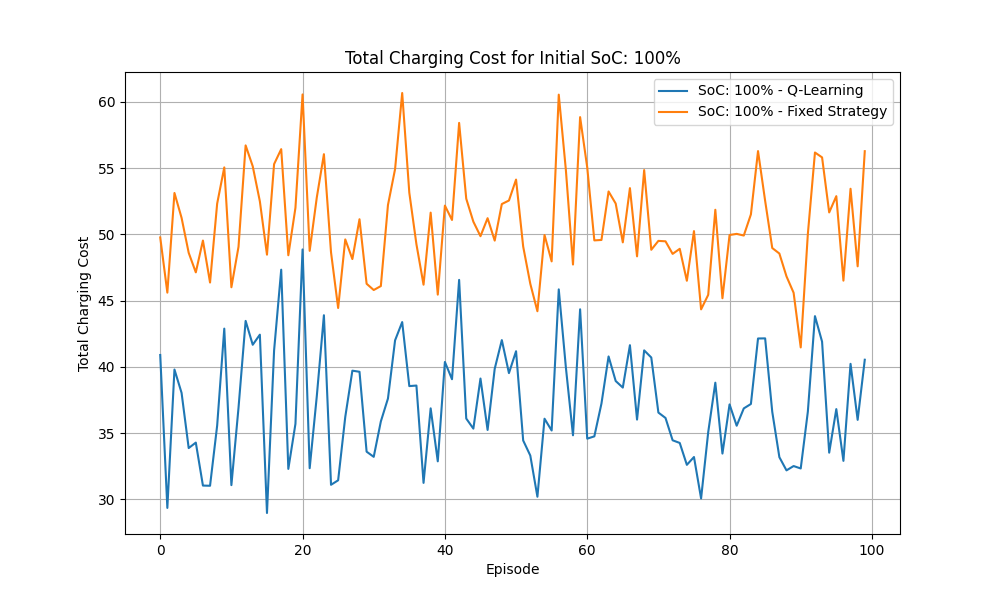 Total Charging Cost for Initial SoC: 100%
SoC: 100% - Q-Learning
SoC: 100% - Fixed Strategy
60
55
50
45
40
35
30
Total Charging Cost
0 20 40 60 80 100
Episode